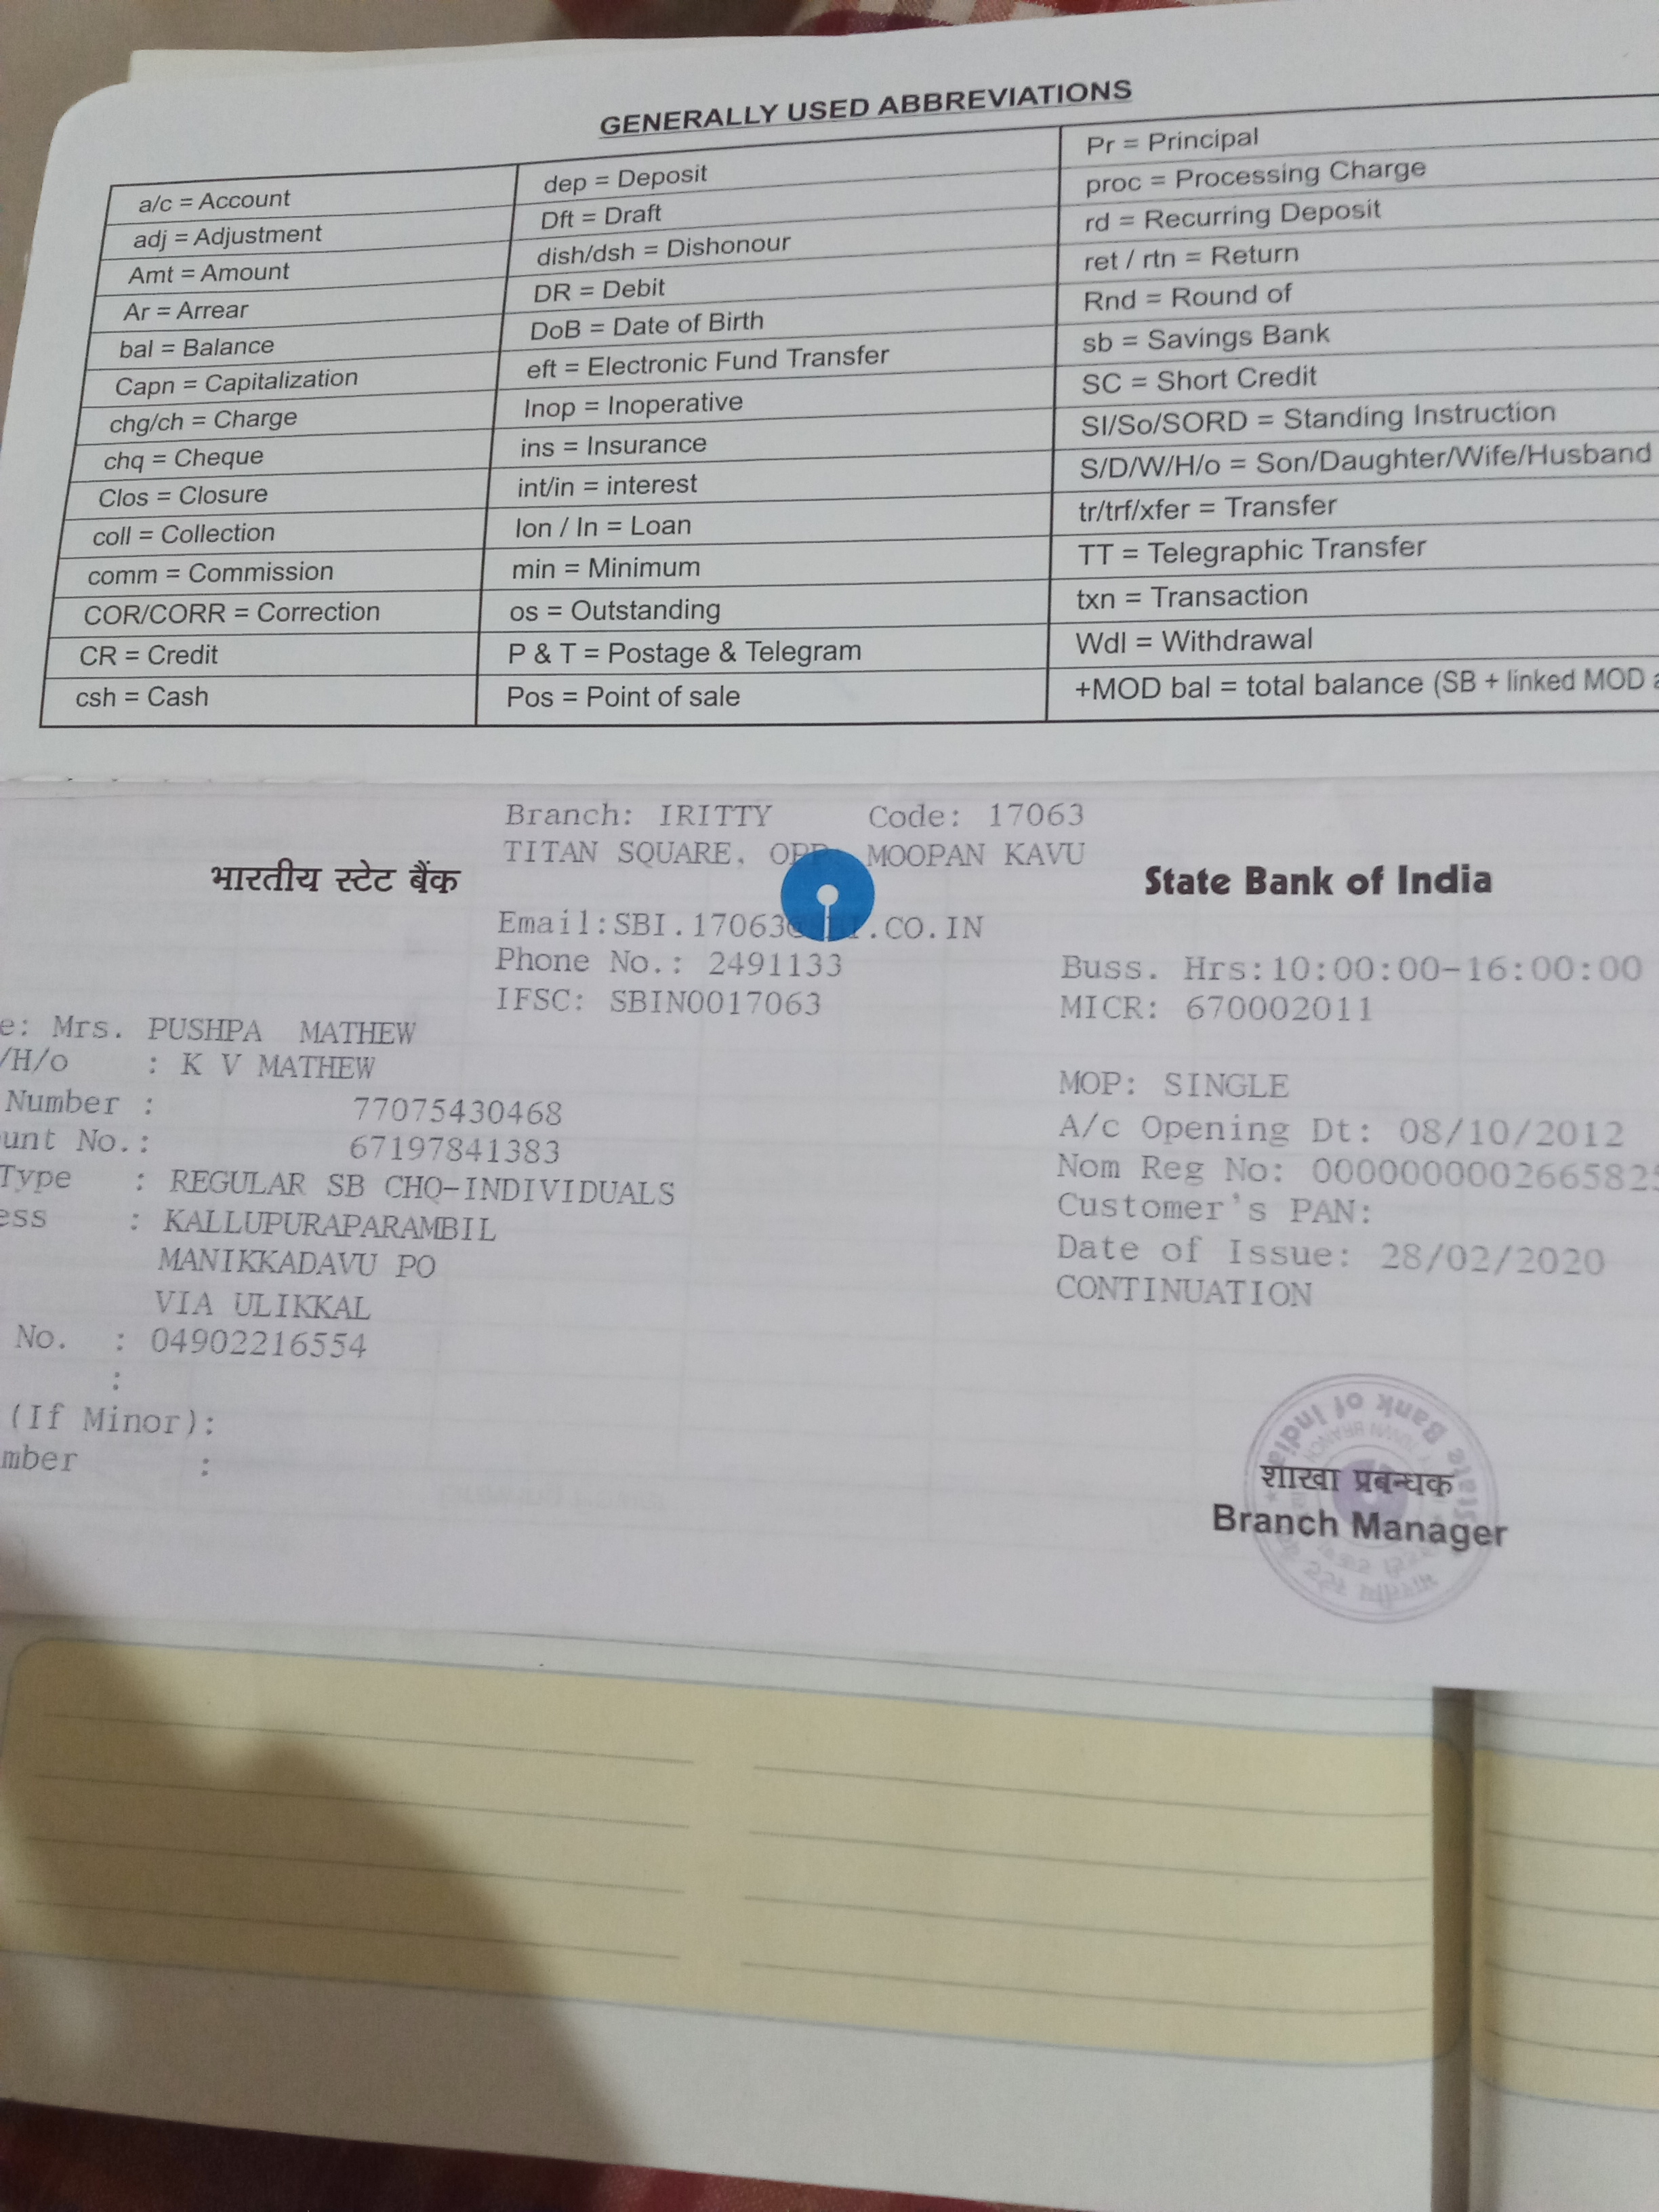 GENERALLY USED ABBREVIATIONS
a/c = Account
adj = Adjustment
Amt = Amount
Ar = Arrear
bal = Balance
Capn = Capitalization
chg/ch = Charge
chq = Cheque
Clos = Closure
coll = Collection
comm = Commission
COR/CORR = Correction
CR = Credit
csh = Cash
dep = Deposit
Dft = Draft
dish/dsh = Dishonour
DR = Debit
DoB = Date of Birth
eft = Electronic Fund Transfer
Inop = Inoperative
ins = Insurance
int/in = interest
lon / ln = Loan
min = Minimum
os = Outstanding
P & T = Postage & Telegram
Pos = Point of sale
Pr = Principal
proc = Processing Charge
rd = Recurring Deposit
ret / rtn = Return
Rnd = Round of
sb = Savings Bank
SC = Short Credit
SI/So/SORD = Standing Instruction
S/D/W/H/o = Son/Daughter/Wife/Husband
tr/trf/xfer = Transfer
TT = Telegraphic Transfer
txn = Transaction
Wdl = Withdrawal
+MOD bal = total balance (SB + linked MOD
Branch: IRITTY Code: 17063
TITAN SQUARE, OPP. MOOPAN KAVU
भारतीय स्टेट बैंक
State Bank of India
Email:SBI.17063@SBI.CO.IN
Phone No.: 2491133
Buss. Hrs:10:00:00-16:00:00
IFSC: SBIN0017063
MICR: 670002011
e: Mrs. PUSHPA MATHEW
/H/o : K V MATHEW
MOP: SINGLE
Number : 77075430468
A/c Opening Dt: 08/10/2012
unt No.: 67197841383
Nom Reg No: 0000000002665825
Type : REGULAR SB CHQ-INDIVIDUALS
Customer's PAN:
ess : KALLUPURAPARAMBIL
Date of Issue: 28/02/2020
MANIKKADAVU PO
CONTINUATION
VIA ULIKKAL
No. : 04902216554
:
(If Minor):
mber :
शाखा प्रबन्धक
Branch Manager
State Bank of India